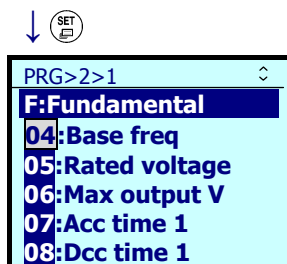 SET
PRG>2>1
F:Fundamental
04:Base freq
05:Rated voltage
06:Max output V
07:Acc time 1
08:Dcc time 1